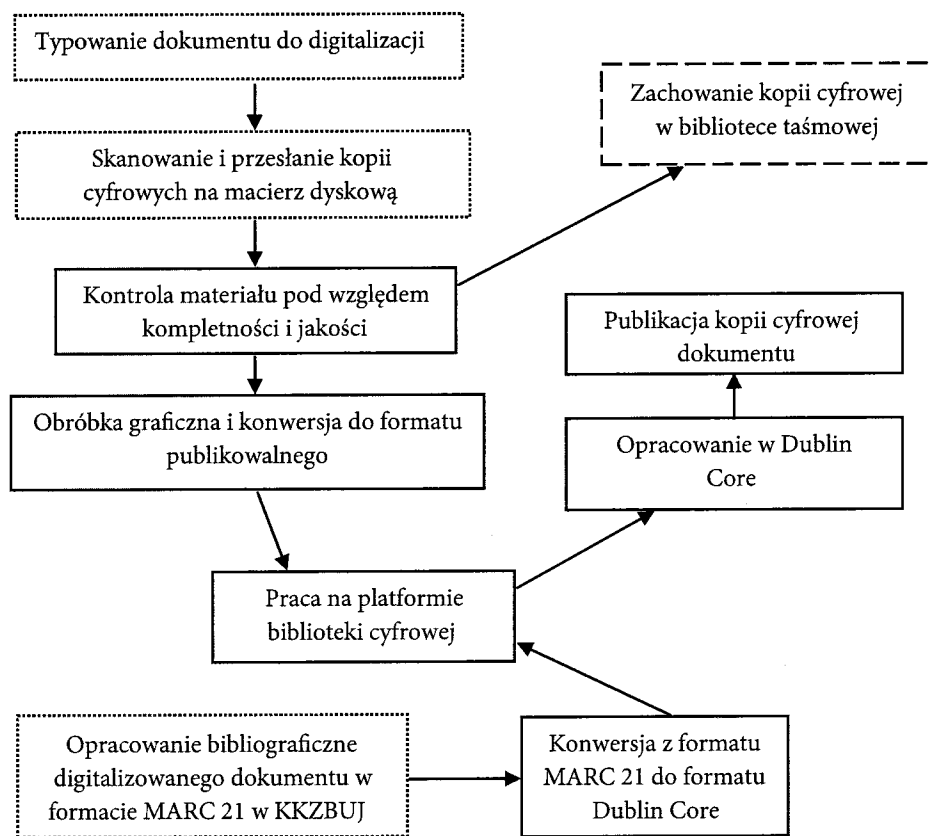 Typowanie dokumentu do digitalizacji
Zachowanie kopii cyfrowej
w bibliotece taśmowej
Skanowanie i przesłanie kopii
cyfrowych na macierz dyskową
Kontrola materiału pod względem
kompletności i jakości
Publikacja kopii cyfrowej
dokumentu
Obróbka graficzna i konwersja do formatu
publikowalnego
Opracowanie w Dublin
Core
Praca na platformie
biblioteki cyfrowej
Opracowanie bibliograficzne
digitalizowanego dokumentu w
formacie MARC 21 w KKZBUJ
Konwersja z formatu
MARC 21 do formatu
Dublin Core